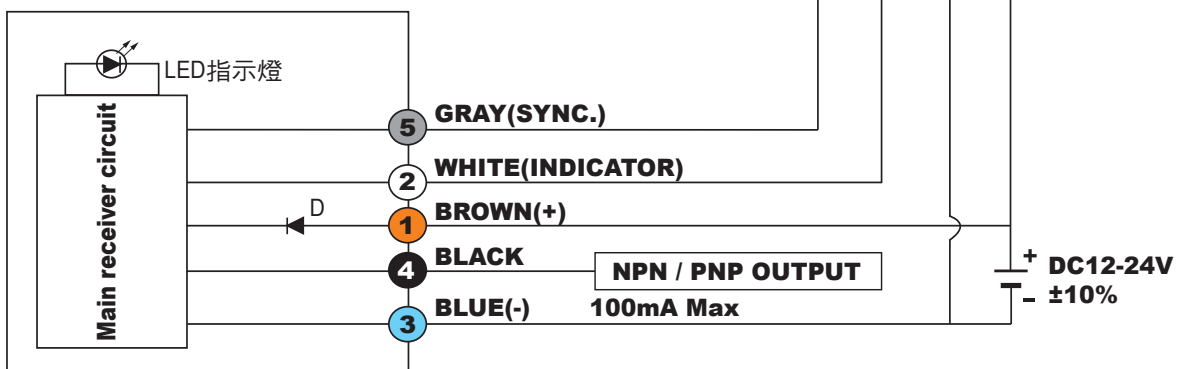 LED指示燈
Main receiver circuit
5 GRAY(SYNC.)
2 WHITE(INDICATOR)
D
1 BROWN(+)
4 BLACK
NPN / PNP OUTPUT
3 BLUE(-)
100mA Max
+
DC12-24V
±10%
-